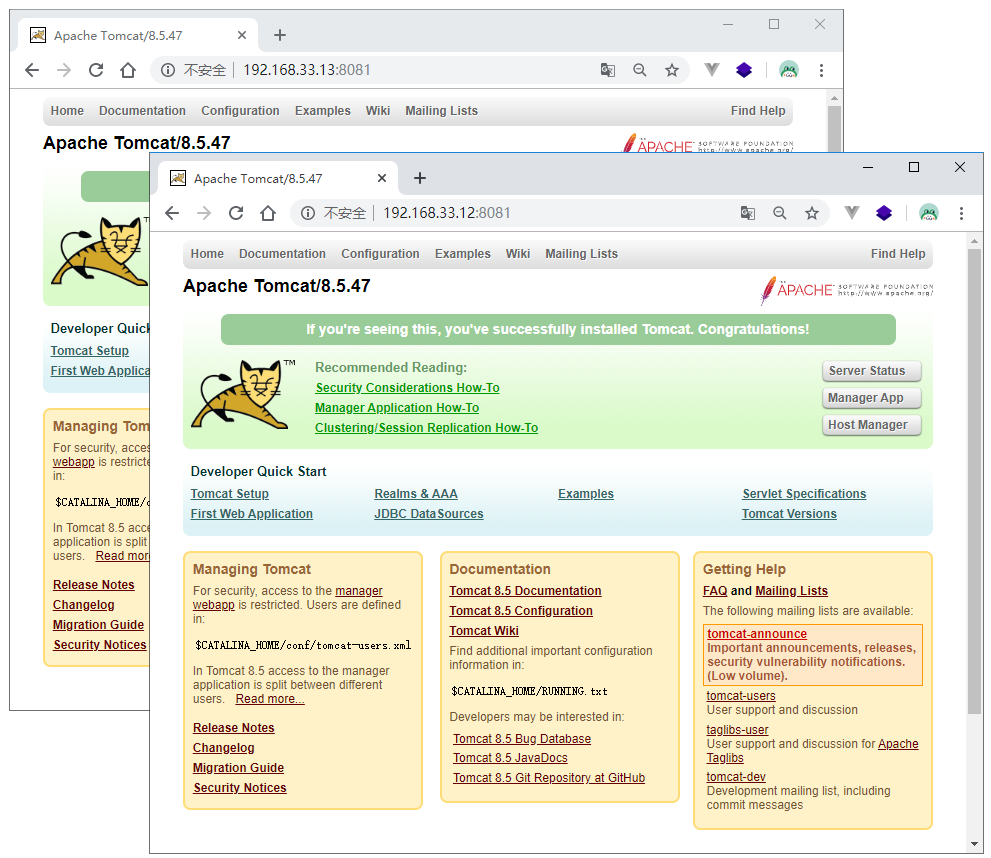 Apache Tomcat/8.5.47
不安全 192.168.33.13:8081
Home Documentation Configuration Examples Wiki Mailing Lists Find Help
Apache Tomcat/8.5.47
APACHE SOFTWARE FOUNDATION
http://www.apache.org/
TM
Developer Quick
Tomcat Setup
First Web Applica
Managing Tom
For security, acces
webapp is restricte
in:
$CATALINA_HOME/c
In Tomcat 8.5 acce
application is split
users. Read mor
Release Notes
Changelog
Migration Guide
Security Notices
Apache Tomcat/8.5.47
不安全 192.168.33.12:8081
Home Documentation Configuration Examples Wiki Mailing Lists Find Help
Apache Tomcat/8.5.47
APACHE SOFTWARE FOUNDATION
http://www.apache.org/
If you're seeing this, you've successfully installed Tomcat. Congratulations!
TM
Recommended Reading:
Security Considerations How-To
Manager Application How-To
Clustering/Session Replication How-To
Server Status
Manager App
Host Manager
Developer Quick Start
Tomcat Setup
First Web Application
Realms & AAA
JDBC DataSources
Examples
Servlet Specifications
Tomcat Versions
Managing Tomcat
For security, access to the manager
webapp is restricted. Users are defined
in:
$CATALINA_HOME/conf/tomcat-users.xml
In Tomcat 8.5 access to the manager
application is split between different
users. Read more...
Release Notes
Changelog
Migration Guide
Security Notices
Documentation
Tomcat 8.5 Documentation
Tomcat 8.5 Configuration
Tomcat Wiki
Find additional important configuration
information in:
$CATALINA_HOME/RUNNING.txt
Developers may be interested in:
Tomcat 8.5 Bug Database
Tomcat 8.5 JavaDocs
Tomcat 8.5 Git Repository at GitHub
Getting Help
FAQ and Mailing Lists
The following mailing lists are available:
tomcat-announce
Important announcements, releases,
security vulnerability notifications.
(Low volume).
tomcat-users
User support and discussion
taglibs-user
User support and discussion for Apache
Taglibs
tomcat-dev
Development mailing list, including
commit messages